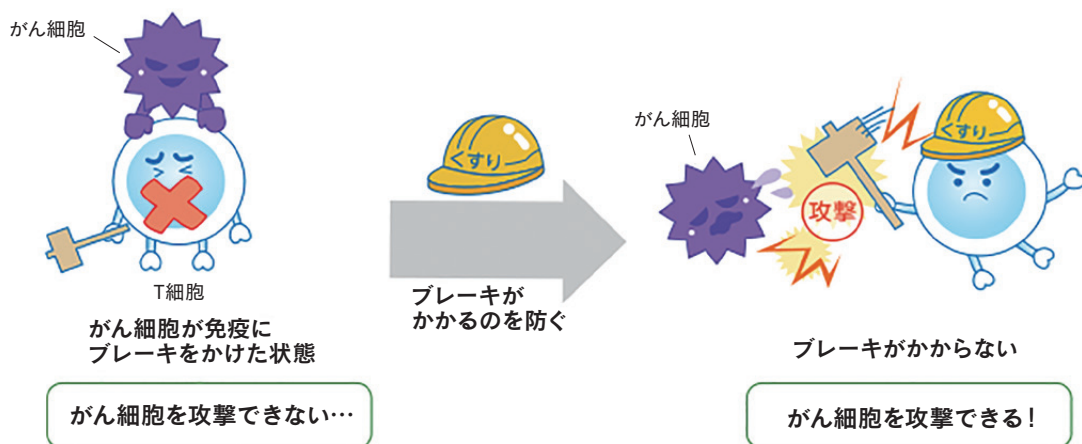 がん細胞
T細胞
がん細胞が免疫に
ブレーキをかけた状態
がん細胞を攻撃できない…
くすり
ブレーキが
かかるのを防ぐ
がん細胞
くすり
攻撃
ブレーキがかからない
がん細胞を攻撃できる!